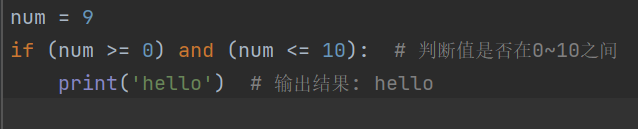 num = 9
if (num >= 0) and (num <= 10):  # 判断值是否在0~10之间
    print('hello')  # 输出结果: hello